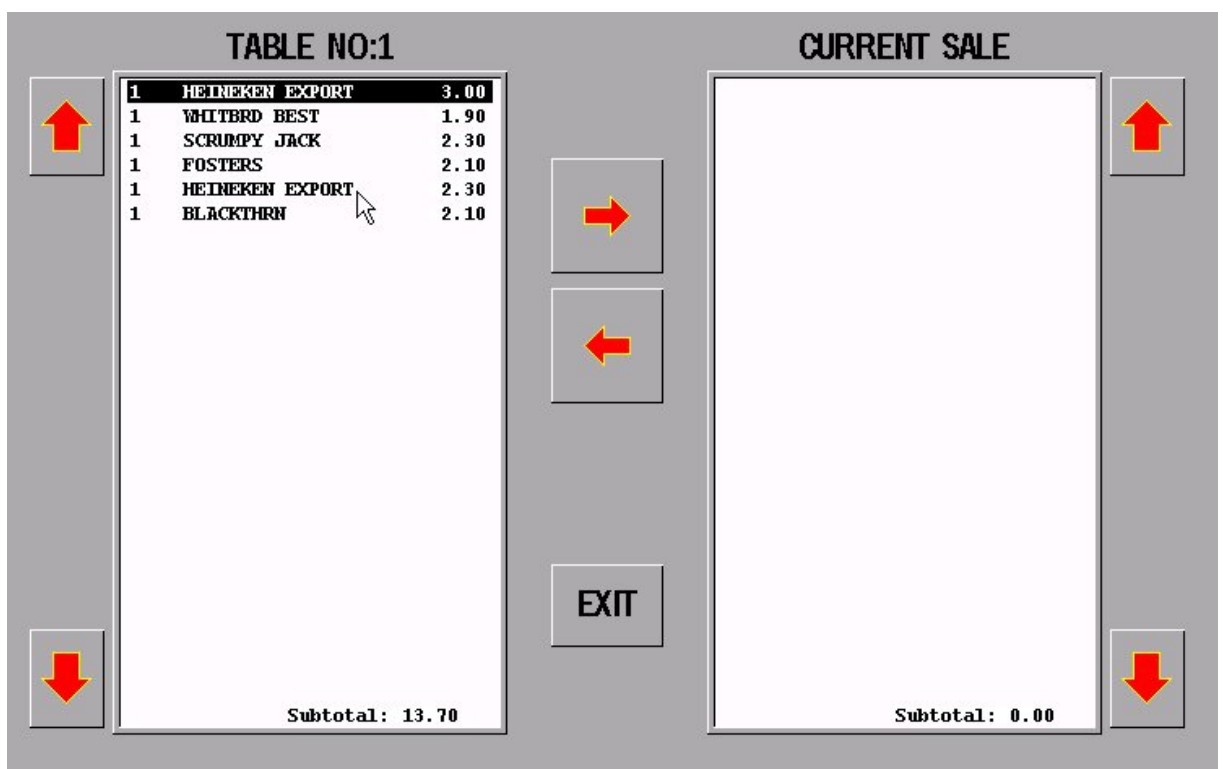 TABLE NO:1
1 HEINEKEN EXPORT 3.00
1 WHITBRD BEST 1.90
1 SCRUMPY JACK 2.30
1 FOSTERS 2.10
1 HEINEKEN EXPORT 2.30
1 BLACKTHRN 2.10
Subtotal: 13.70
EXIT
CURRENT SALE
Subtotal: 0.00